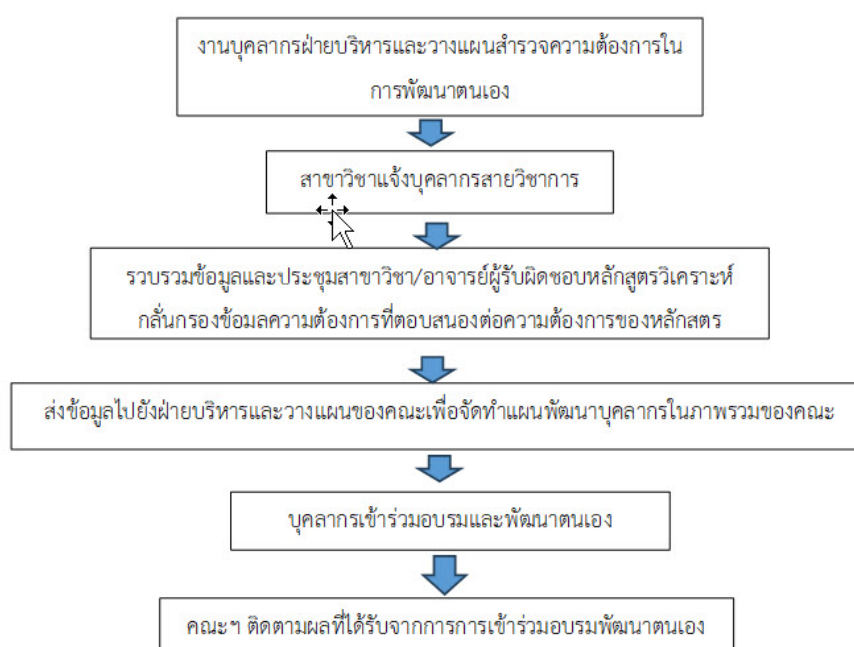 งานบุคลากรฝ่ายบริหารและวางแผนสำรวจความต้องการใน
การพัฒนาตนเอง
สาขาวิชาแจ้งบุคลากรสายวิชาการ
รวบรวมข้อมูลและประชุมสาขาวิชา/อาจารย์ผู้รับผิดชอบหลักสูตรวิเคราะห์
กลั่นกรองข้อมลความต้องการที่ตอบสนองต่อความต้องการของหลักสตร
ส่งข้อมูลไปยังฝ่ายบริหารและวางแผนของคณะเพื่อจัดทำแผนพัฒนาบุคลากรในภาพรวมของคณะ
บุคลากรเข้าร่วมอบรมและพัฒนาตนเอง
คณะฯ ติดตามผลที่ได้รับจากการการเข้าร่วมอบรมพัฒนาตนเอง